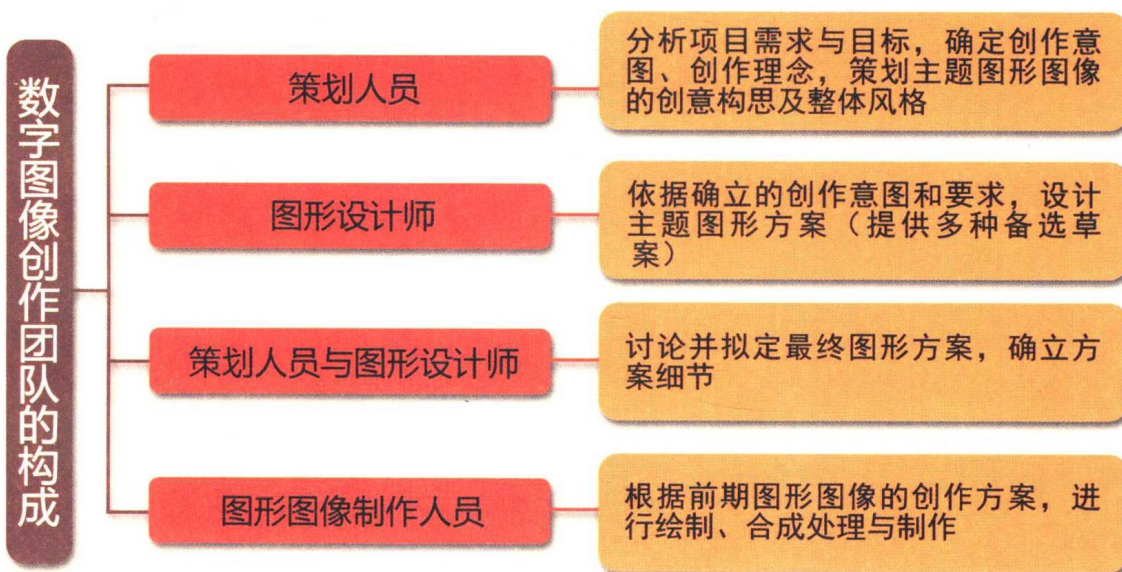 数字图像创作团队的构成
策划人员
分析项目需求与目标，确定创作意
图、创作理念，策划主题图形图像
的创意构思及整体风格
图形设计师
依据确立的创作意图和要求，设计
主题图形方案（提供多种备选草
案）
策划人员与图形设计师
讨论并拟定最终图形方案，确立方
案细节
图形图像制作人员
根据前期图形图像的创作方案，进
行绘制、合成处理与制作